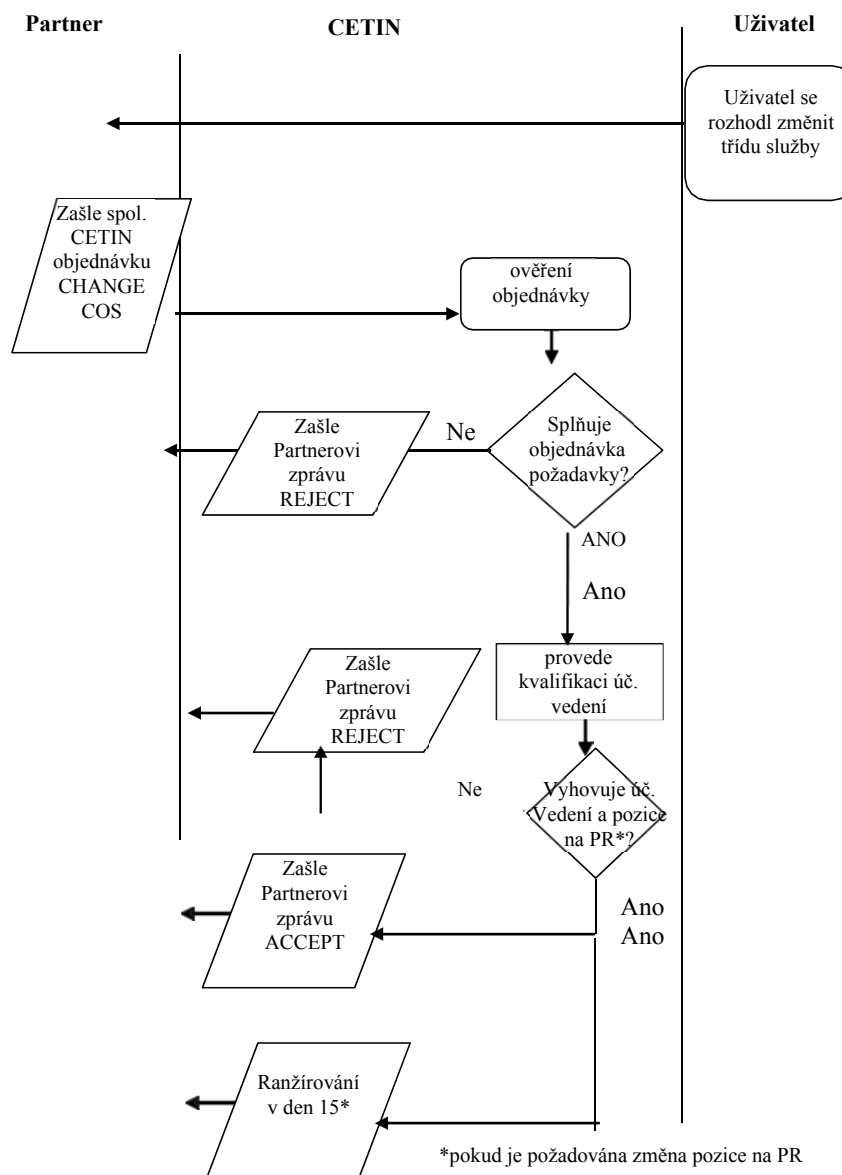 Partner
CETIN
Uživatel
Uživatel se
rozhodl změnit
třídu služby
Zašle spol.
CETIN
objednávku
CHANGE
COS
ověření
objednávky
Zašle
Partnerovi
zprávu
REJECT
Ne
Splňuje
objednávka
požadavky?
ANO
Ano
Zašle
Partnerovi
zprávu
REJECT
provede
kvalifikaci úč.
vedení
Ne
Vyhovuje úč.
Vedení a pozice
na PR*?
Zašle
Partnerovi
zprávu
ACCEPT
Ano
Ano
Ranžírování
v den 15*
*pokud je požadována změna pozice na PR